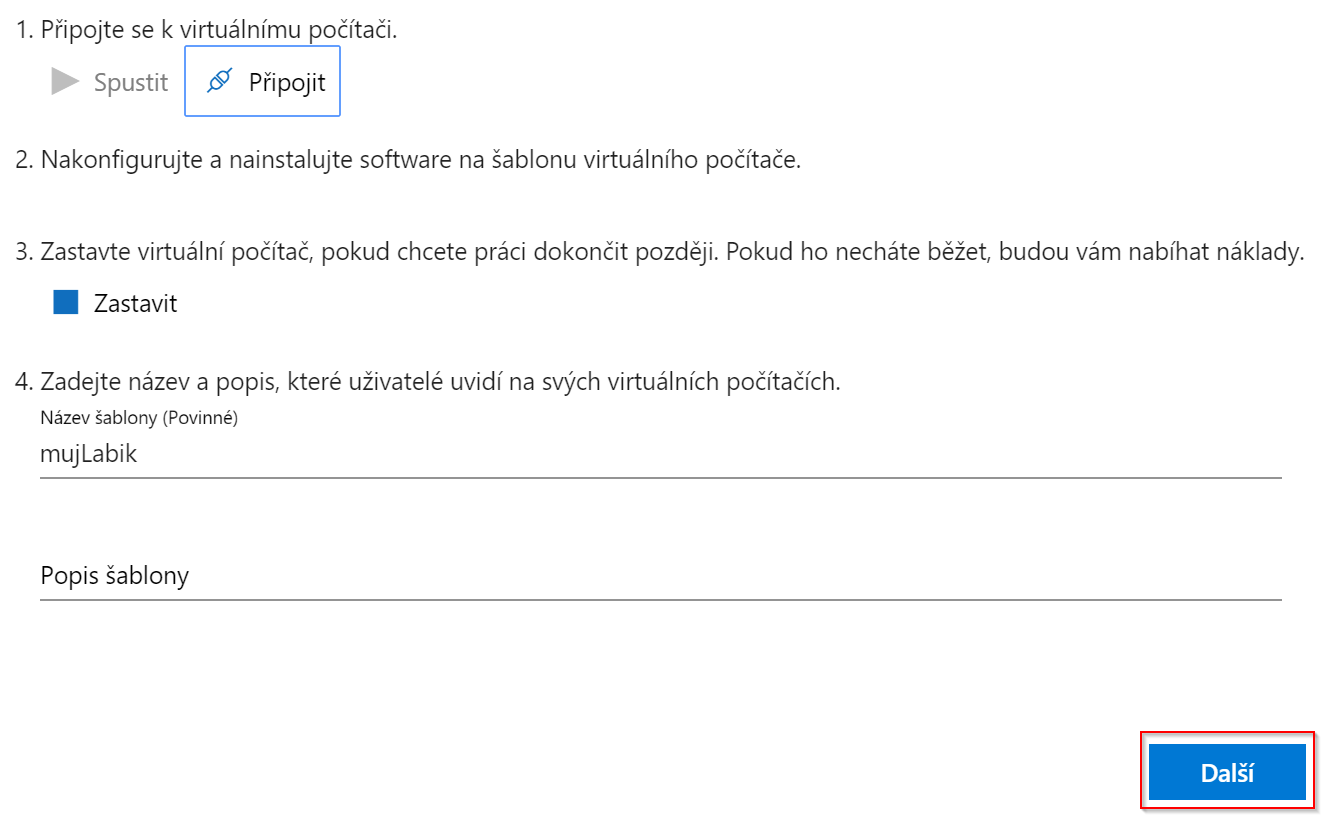 1. Připojte se k virtuálnímu počítači.
Spustit Připojit
2. Nakonfigurujte a nainstalujte software na šablonu virtuálního počítače.
3. Zastavte virtuální počítač, pokud chcete práci dokončit později. Pokud ho necháte běžet, budou vám nabíhat náklady.
Zastavit
4. Zadejte název a popis, které uživatelé uvidí na svých virtuálních počítačích.
Název šablony (Povinné)
mujLabik
Popis šablony
Další